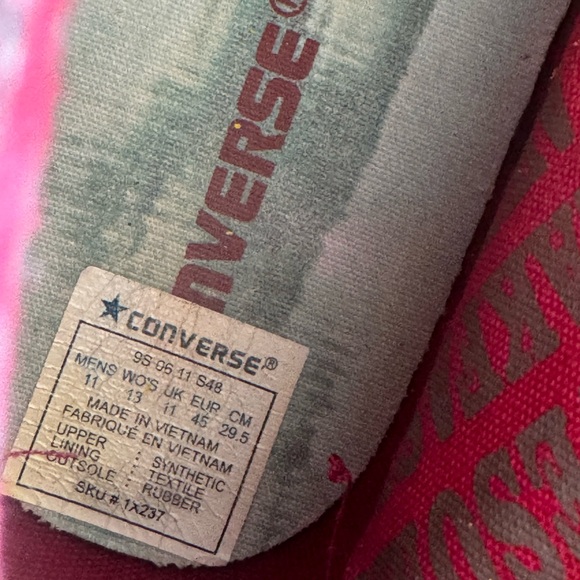 CONVERSE®
★CONVERSE®
9S 06 11 S48
MENS WO'S UK EUR CM
11 13 11 45 29.5
MADE IN VIETNAM
FABRIQUÉ EN VIETNAM
UPPER : SYNTHETIC
LINING : TEXTILE
OUTSOLE : RUBBER
SKU # 1X237